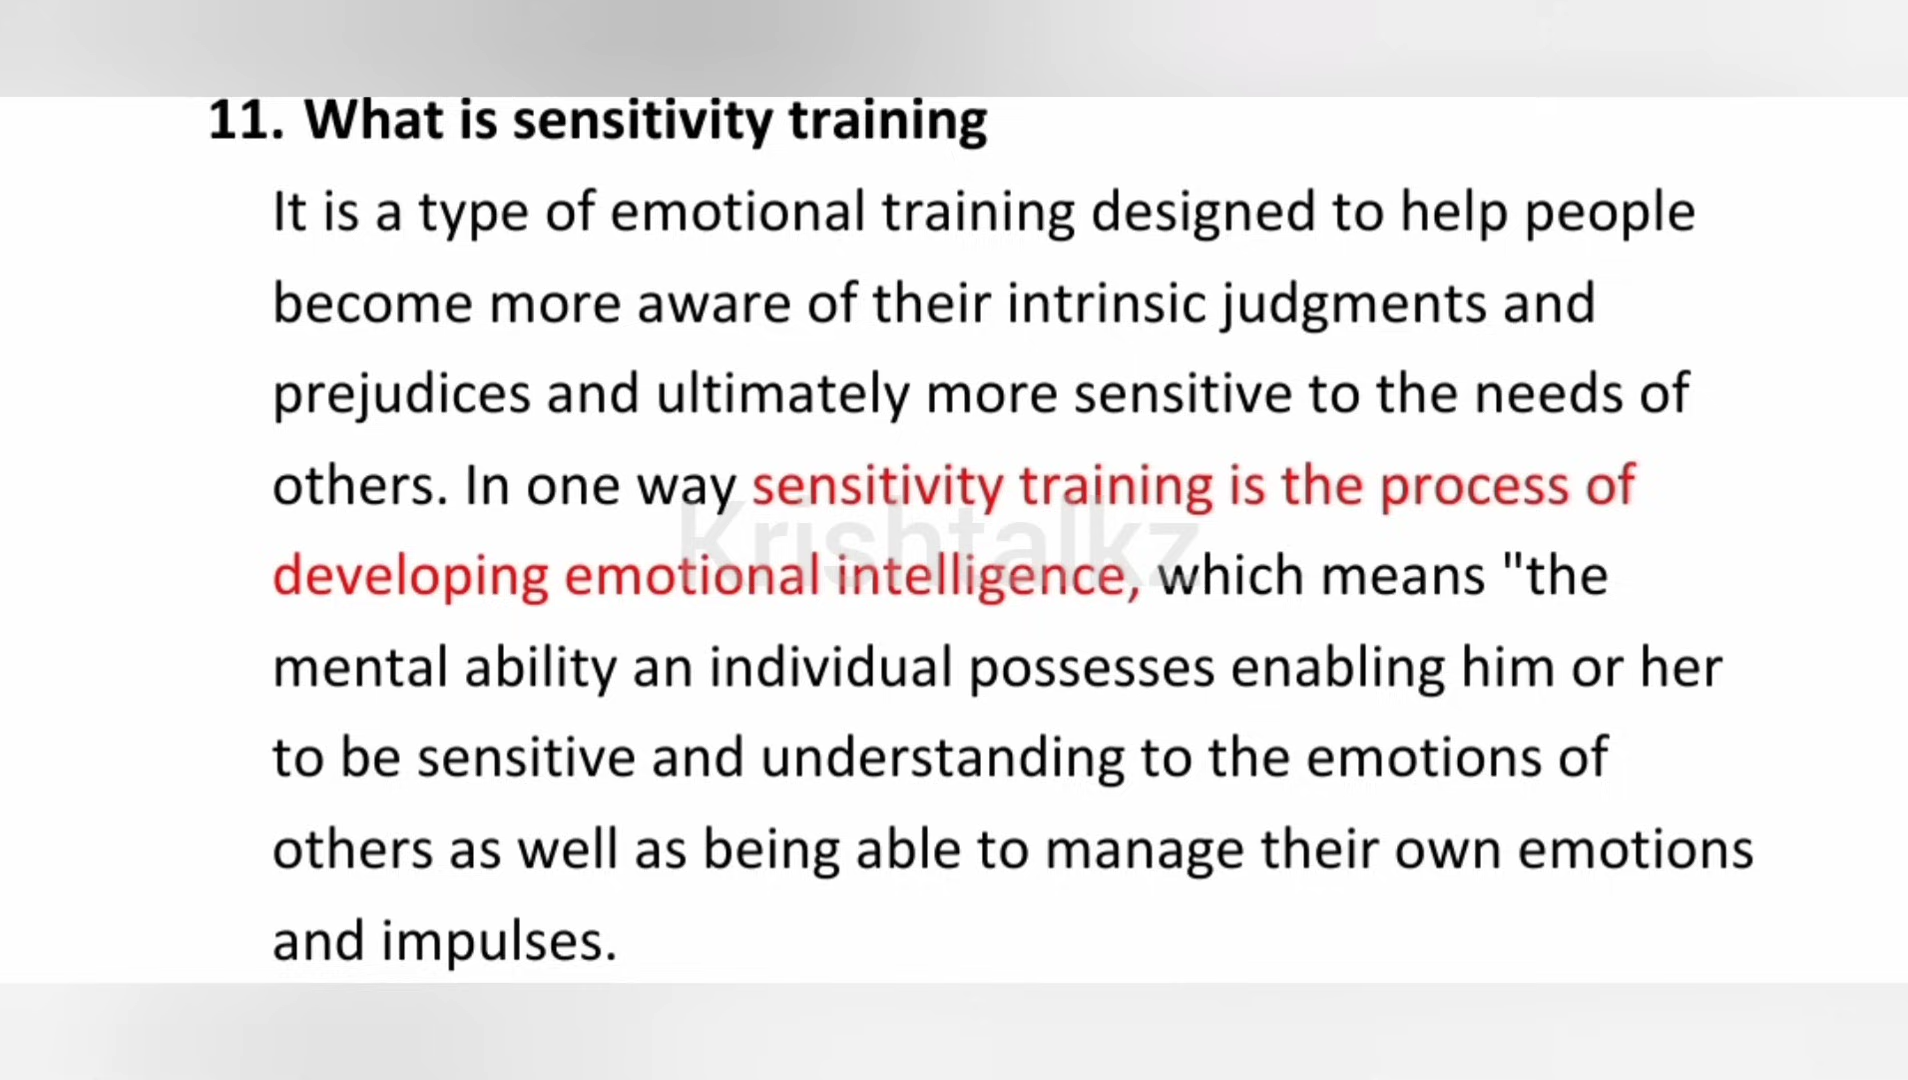 11. What is sensitivity training
It is a type of emotional training designed to help people
become more aware of their intrinsic judgments and
prejudices and ultimately more sensitive to the needs of
others. In one way sensitivity training is the process of
Krishtalkz
developing emotional intelligence, which means "the
mental ability an individual possesses enabling him or her
to be sensitive and understanding to the emotions of
others as well as being able to manage their own emotions
and impulses.